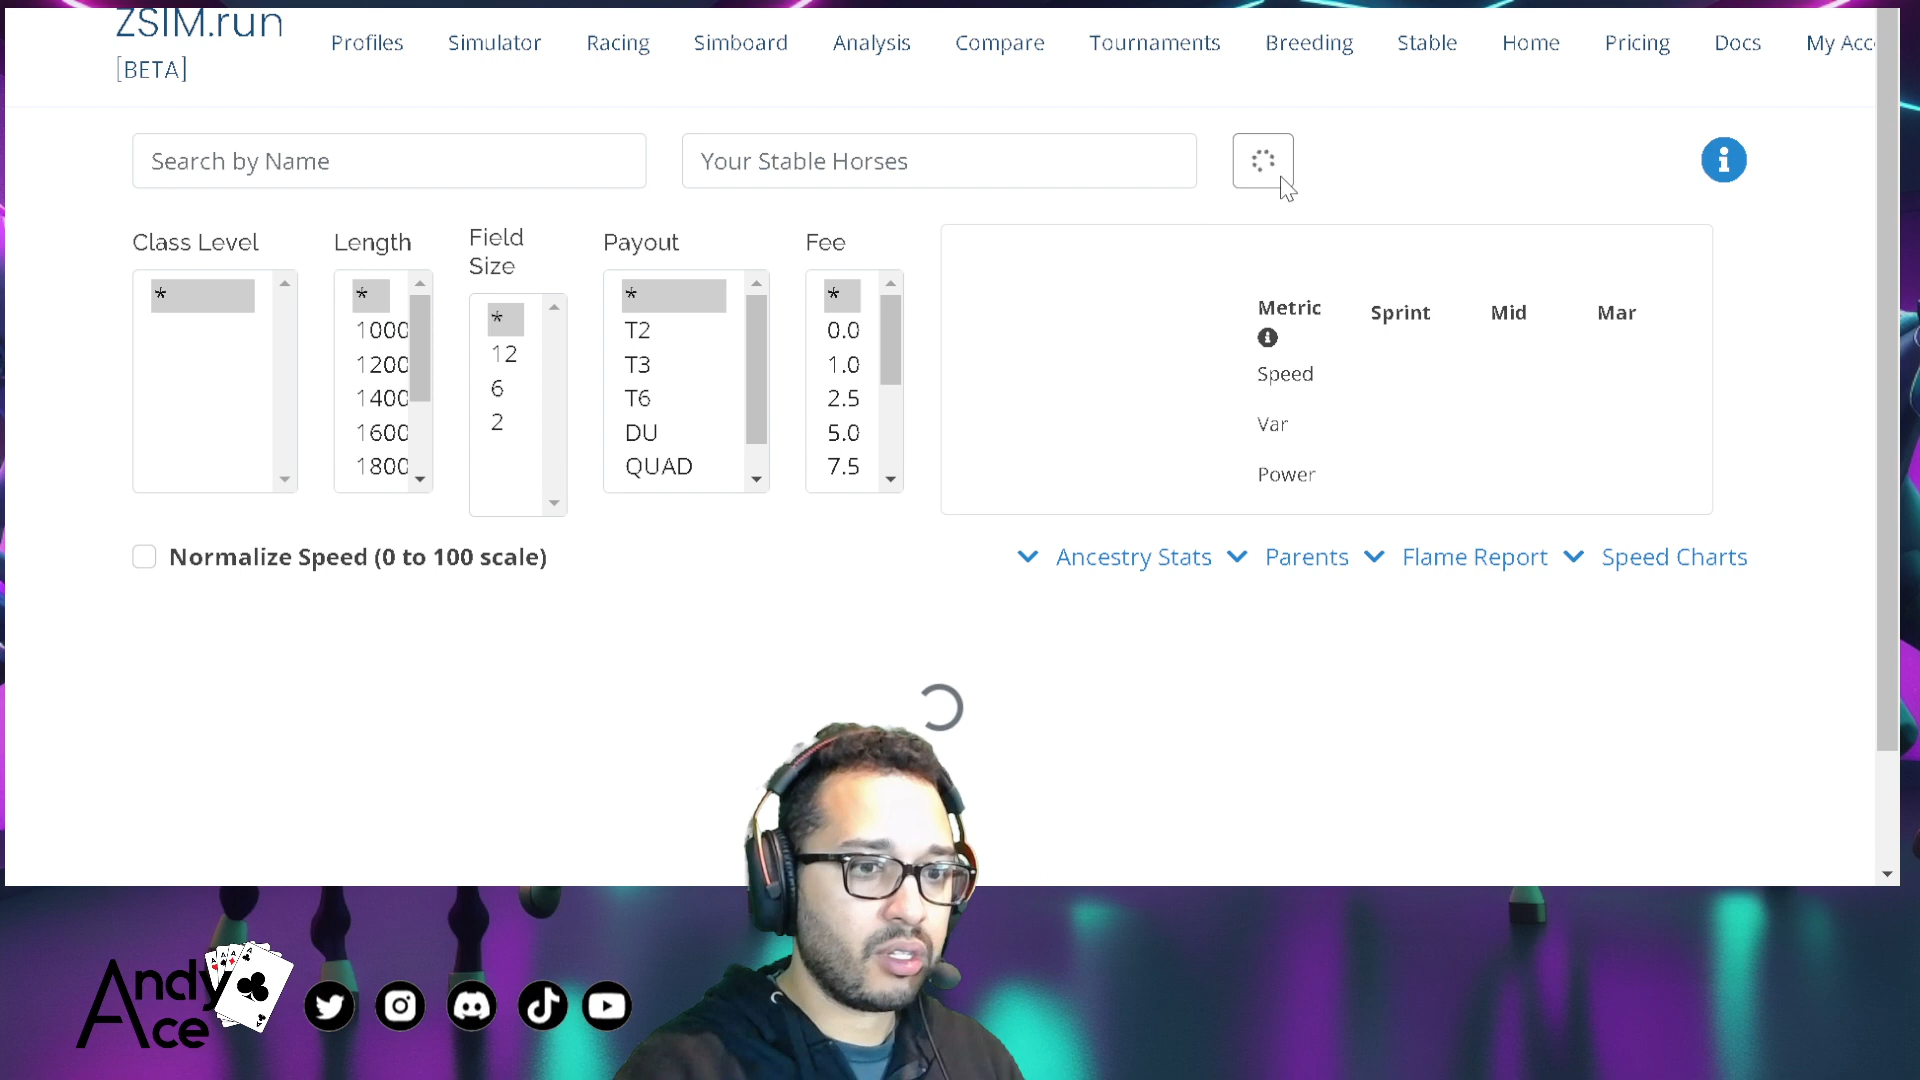 ZSIM.run
[BETA]
Profiles Simulator Racing Simboard Analysis Compare Tournaments Breeding Stable Home Pricing Docs My Acc
Search by Name
Your Stable Horses
Class Level
*
Length
*
1000
1200
1400
1600
1800
Field
Size
*
12
6
2
Payout
*
T2
T3
T6
DU
QUAD
Fee
*
0.0
1.0
2.5
5.0
7.5
Metric Sprint Mid Mar
Speed
Var
Power
Normalize Speed (0 to 100 scale)
Ancestry Stats Parents Flame Report Speed Charts
Andy
Ace